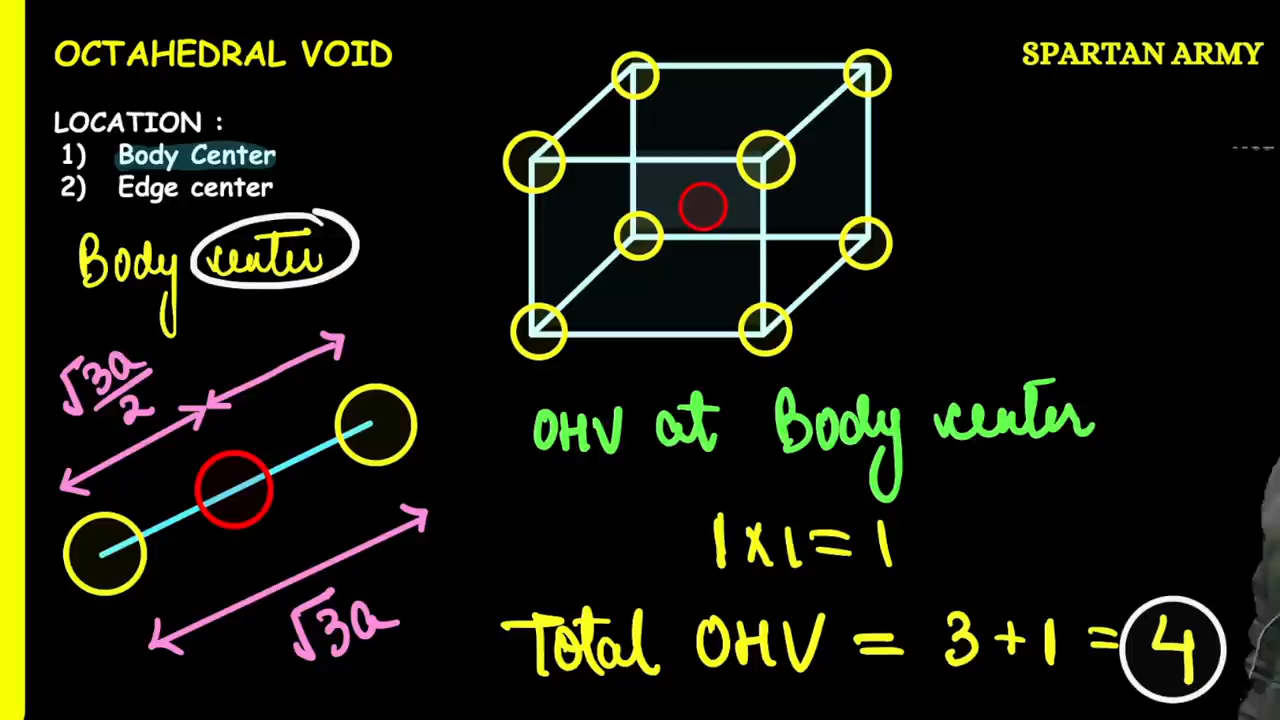 OCTAHEDRAL VOID
SPARTAN ARMY
LOCATION :
1) Body Center
2) Edge center
Body center
√3a/2
√3a
OHV at Body center
1 x 1 = 1
Total OHV = 3 + 1 = 4